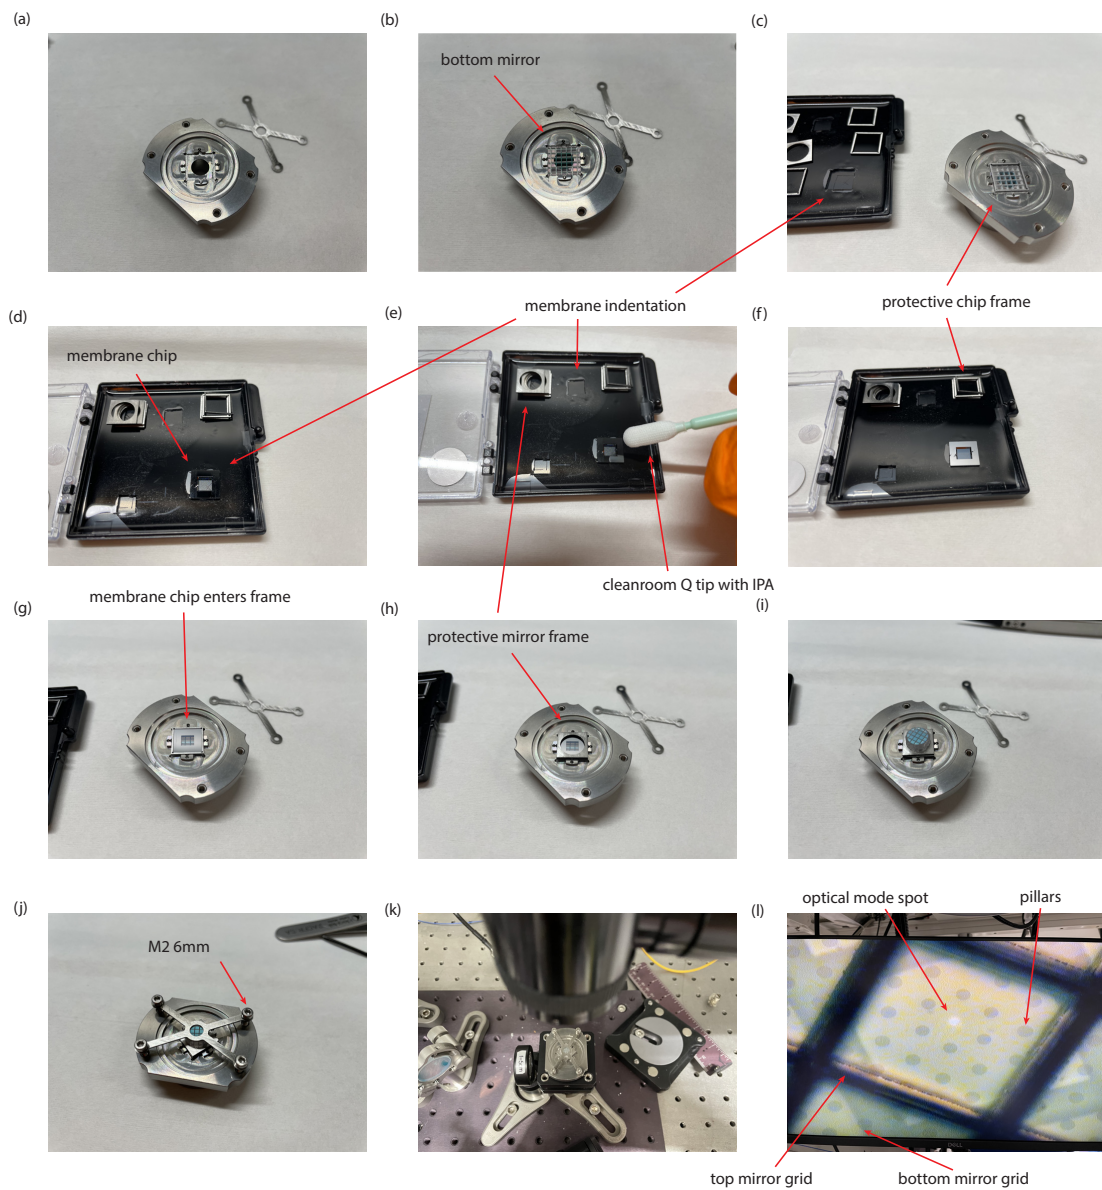 (a)
(b)
(c)
bottom mirror
membrane indentation
protective chip frame
(d)
(e)
(f)
membrane chip
cleanroom Q tip with IPA
(g)
membrane chip enters frame
(h)
protective mirror frame
(i)
(j)
M2 6mm
(k)
(l)
optical mode spot
pillars
DELL
top mirror grid
bottom mirror grid